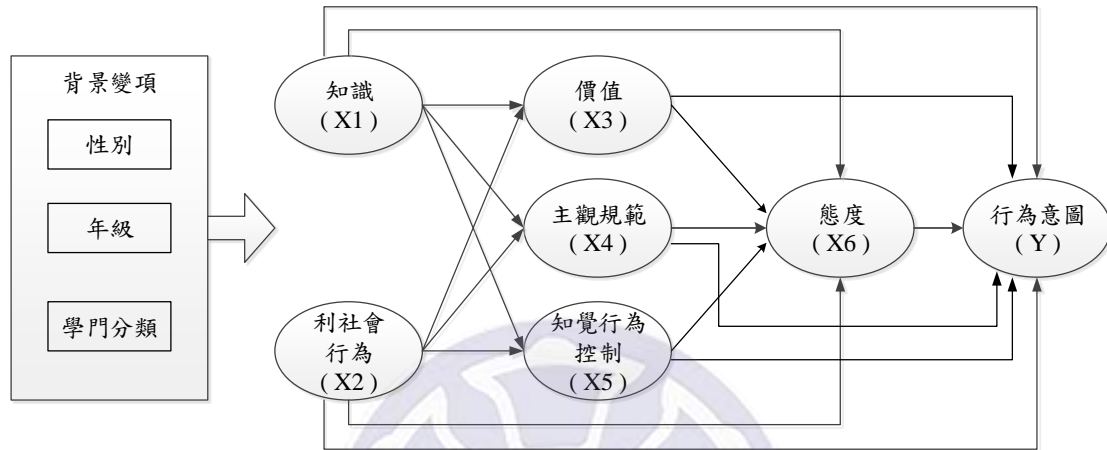 背景變項
性別
年級
學門分類
知識
( X1 )
利社會
行為
( X2 )
價值
( X3 )
主觀規範
( X4 )
知覺行為
控制
( X5 )
態度
( X6 )
行為意圖
( Y )